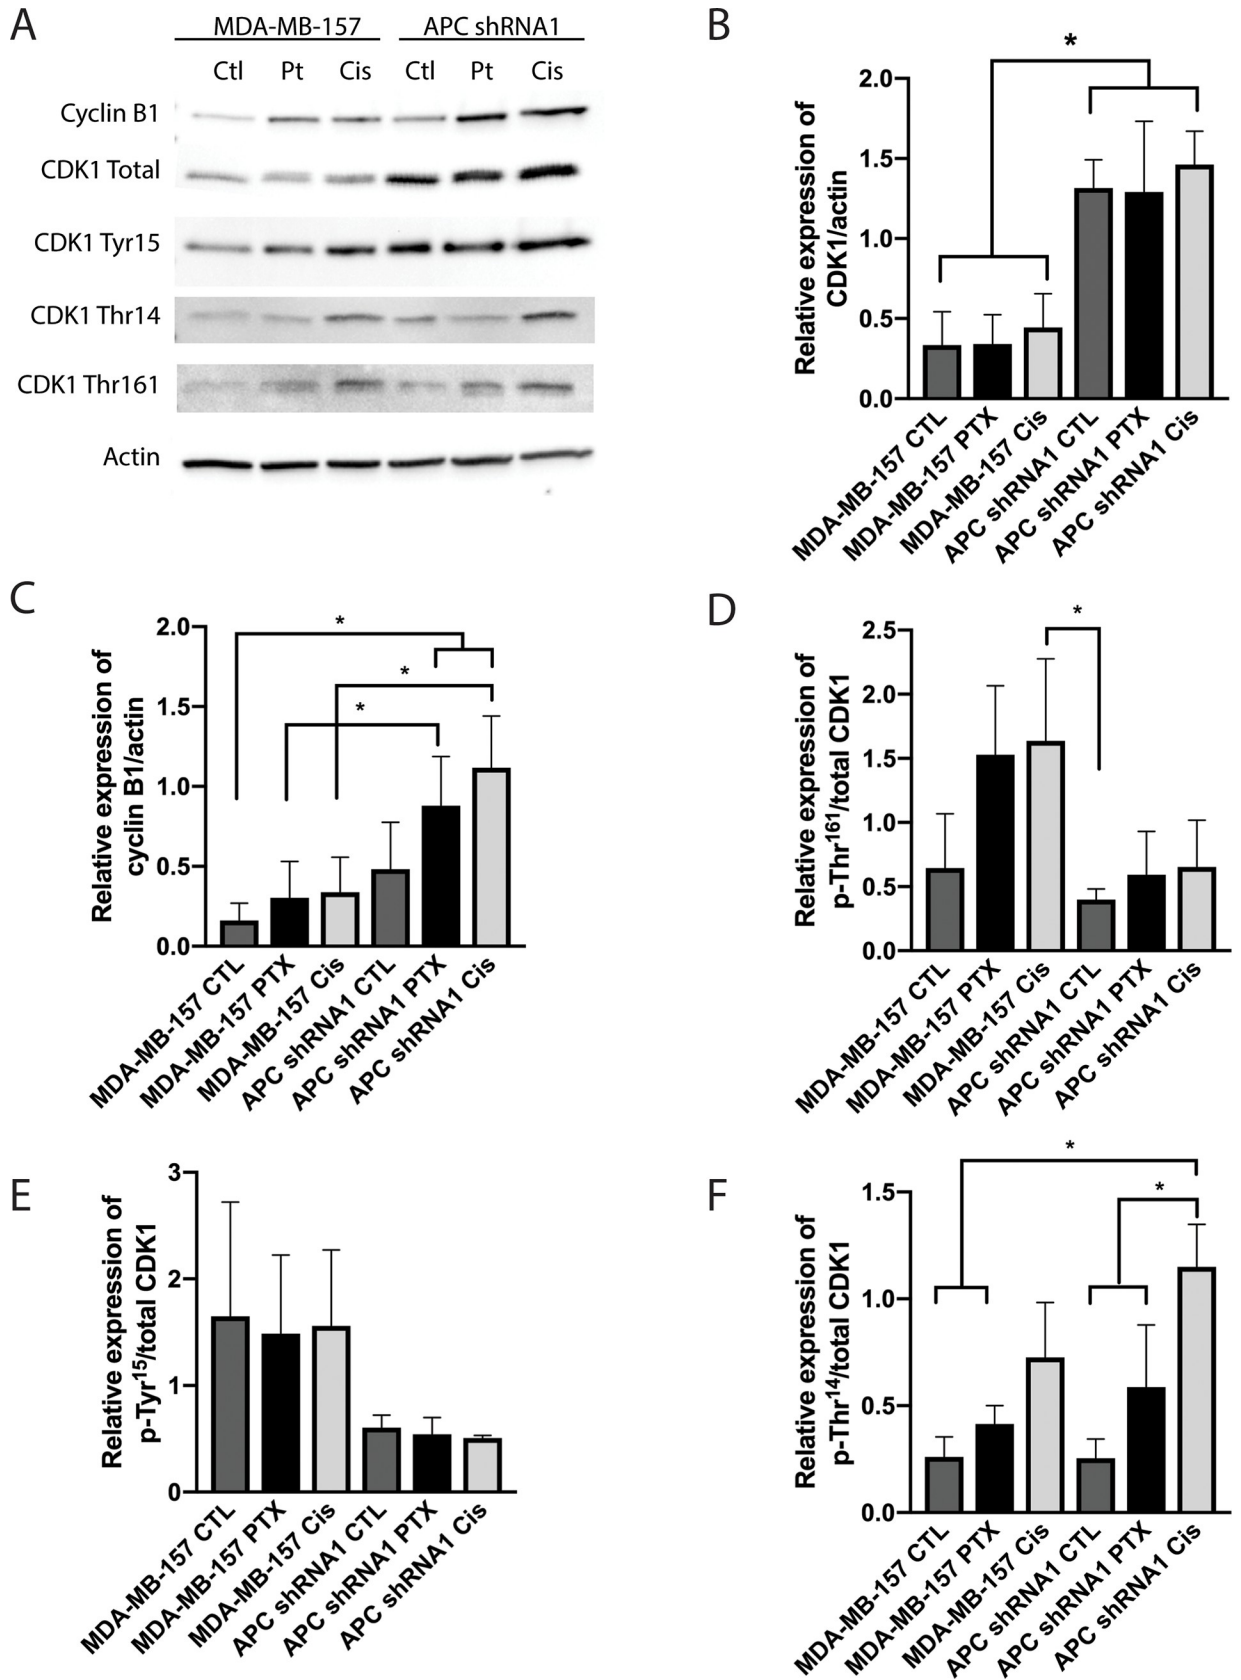 A
MDA-MB-157 APC shRNA1
Ctl Pt Cis Ctl Pt Cis
Cyclin B1
CDK1 Total
CDK1 Tyr15
CDK1 Thr14
CDK1 Thr161
Actin
B
*
Relative expression of
CDK1/actin
2.0
1.5
1.0
0.5
0.0
MDA-MB-157 CTL
MDA-MB-157 PTX
MDA-MB-157 Cis
APC shRNA1 CTL
APC shRNA1 PTX
APC shRNA1 Cis
C
*
*
*
Relative expression of
cyclin B1/actin
2.0
1.5
1.0
0.5
0.0
MDA-MB-157 CTL
MDA-MB-157 PTX
MDA-MB-157 Cis
APC shRNA1 CTL
APC shRNA1 PTX
APC shRNA1 Cis
D
*
Relative expression of
p-Thr¹⁶¹/total CDK1
2.5
2.0
1.5
1.0
0.5
0.0
MDA-MB-157 CTL
MDA-MB-157 PTX
MDA-MB-157 Cis
APC shRNA1 CTL
APC shRNA1 PTX
APC shRNA1 Cis
E
Relative expression of
p-Tyr¹⁵/total CDK1
3
2
1
0
MDA-MB-157 CTL
MDA-MB-157 PTX
MDA-MB-157 Cis
APC shRNA1 CTL
APC shRNA1 PTX
APC shRNA1 Cis
F
*
*
Relative expression of
p-Thr¹⁴/total CDK1
1.5
1.0
0.5
0.0
MDA-MB-157 CTL
MDA-MB-157 PTX
MDA-MB-157 Cis
APC shRNA1 CTL
APC shRNA1 PTX
APC shRNA1 Cis